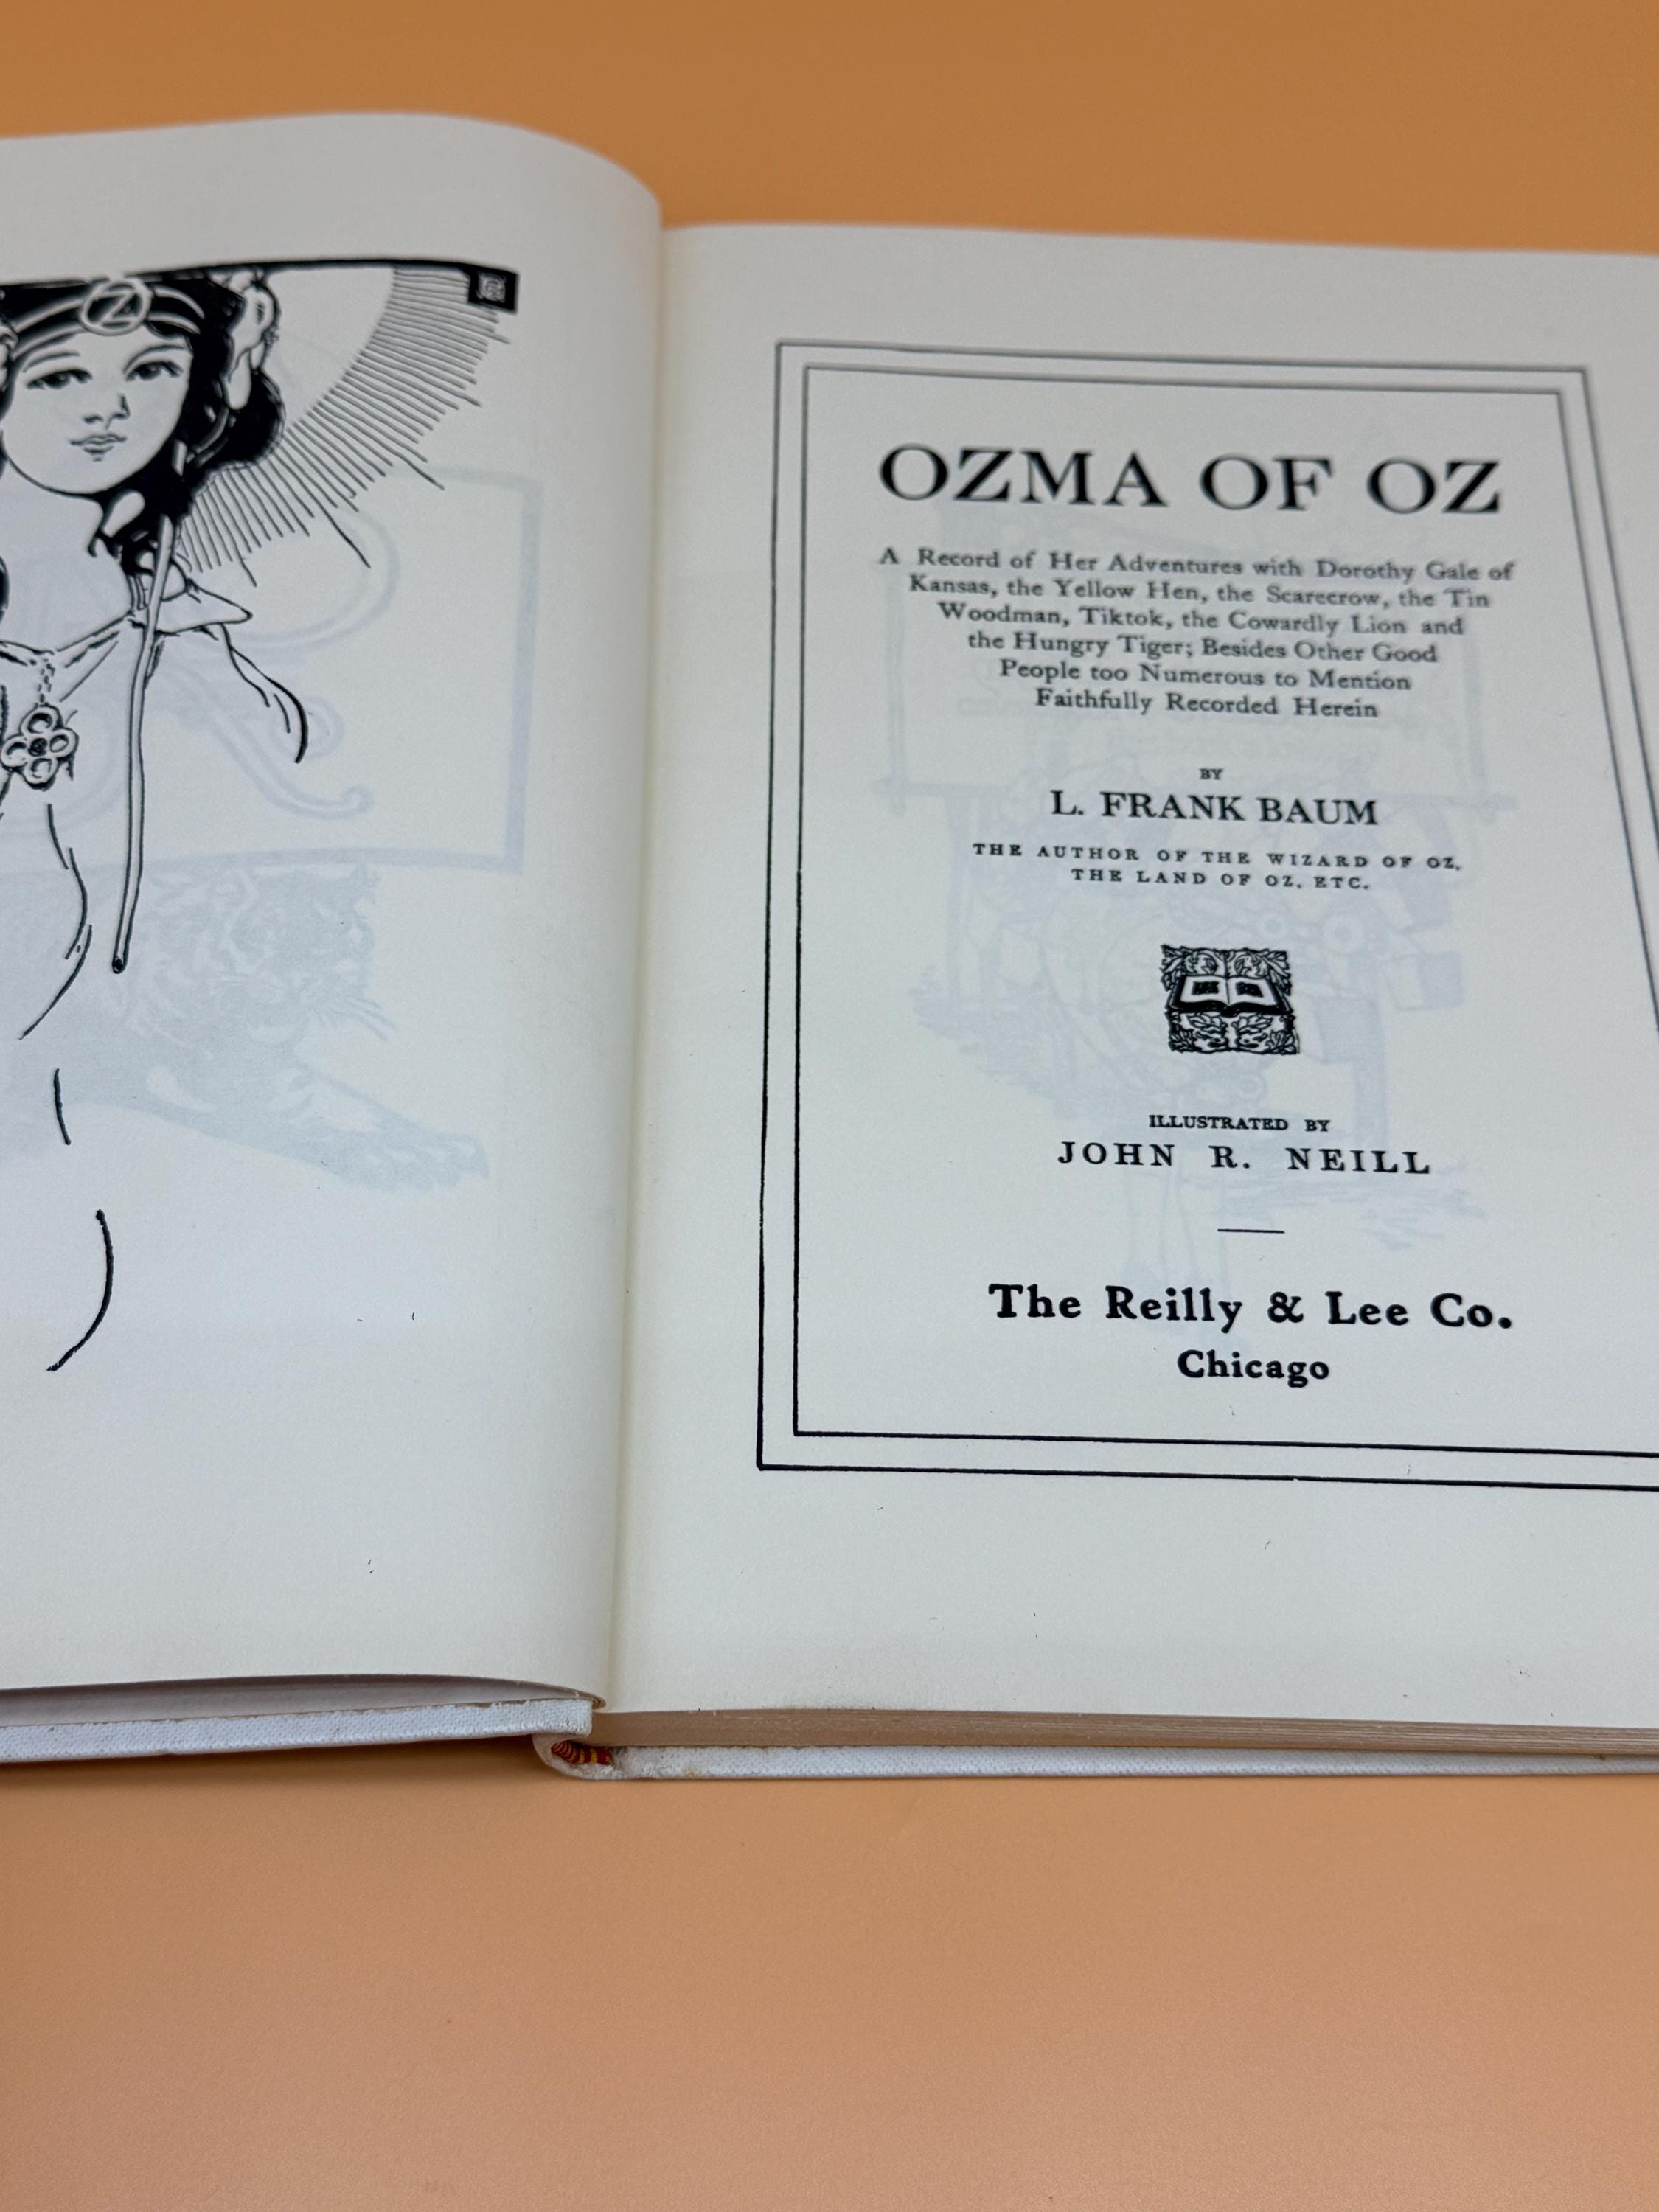 OZ
OZMA OF OZ
A Record of Her Adventures with Dorothy Gale of
Kansas, the Yellow Hen, the Scarecrow, the Tin
Woodman, Tiktok, the Cowardly Lion and
the Hungry Tiger; Besides Other Good
People too Numerous to Mention
Faithfully Recorded Herein
BY
L. FRANK BAUM
THE AUTHOR OF THE WIZARD OF OZ,
THE LAND OF OZ, ETC.
ILLUSTRATED BY
JOHN R. NEILL
The Reilly & Lee Co.
Chicago